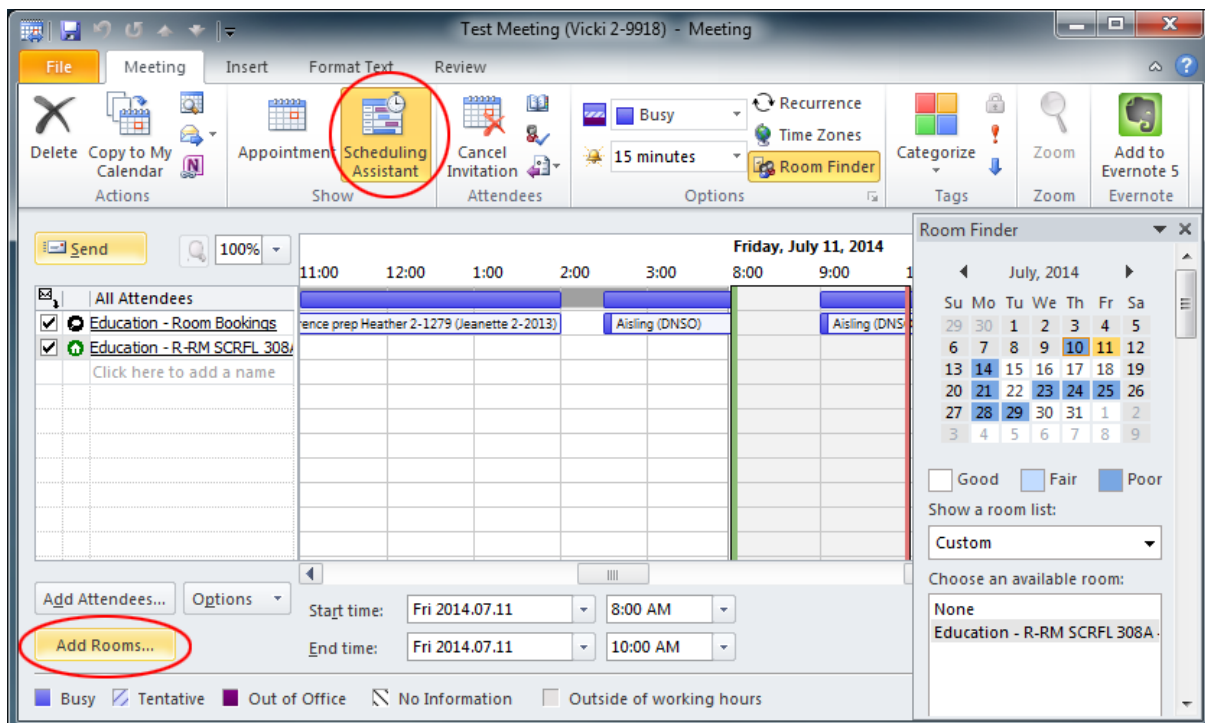 Test Meeting (Vicki 2-9918) - Meeting
File Meeting Insert Format Text Review
Delete
Copy to My
Calendar
Actions
Appointment
Scheduling
Assistant
Show
Cancel
Invitation
Attendees
Busy
15 minutes
Recurrence
Time Zones
Room Finder
Options
Categorize
Tags
Zoom
Zoom
Add to
Evernote 5
Evernote
Send
100%
Friday, July 11, 2014
11:00 12:00 1:00 2:00 3:00 8:00 9:00 1
All Attendees
Education - Room Bookings
rence prep Heather 2-1279 (Jeanette 2-2013) Aisling (DNSO) Aisling (DNS
Education - R-RM SCRFL 308A
Click here to add a name
Add Attendees... Options
Add Rooms...
Start time: Fri 2014.07.11 8:00 AM
End time: Fri 2014.07.11 10:00 AM
Busy Tentative Out of Office No Information Outside of working hours
Room Finder
July, 2014
Su Mo Tu We Th Fr Sa
29 30 1 2 3 4 5
6 7 8 9 10 11 12
13 14 15 16 17 18 19
20 21 22 23 24 25 26
27 28 29 30 31 1 2
3 4 5 6 7 8 9
Good Fair Poor
Show a room list:
Custom
Choose an available room:
None
Education - R-RM SCRFL 308A -